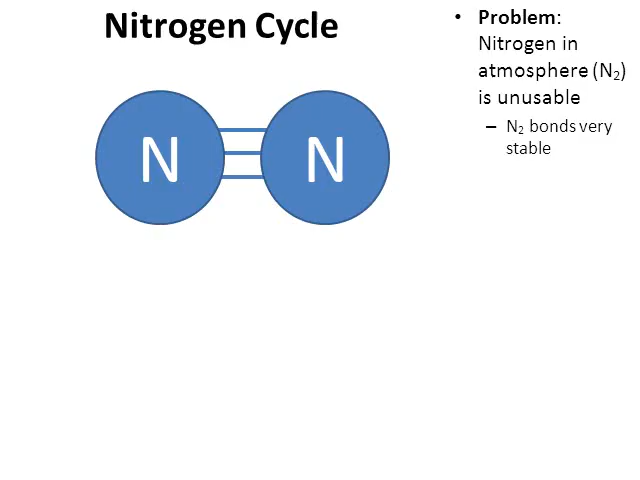 Nitrogen Cycle
N N
• Problem:
Nitrogen in
atmosphere (N₂)
is unusable
– N₂ bonds very
stable